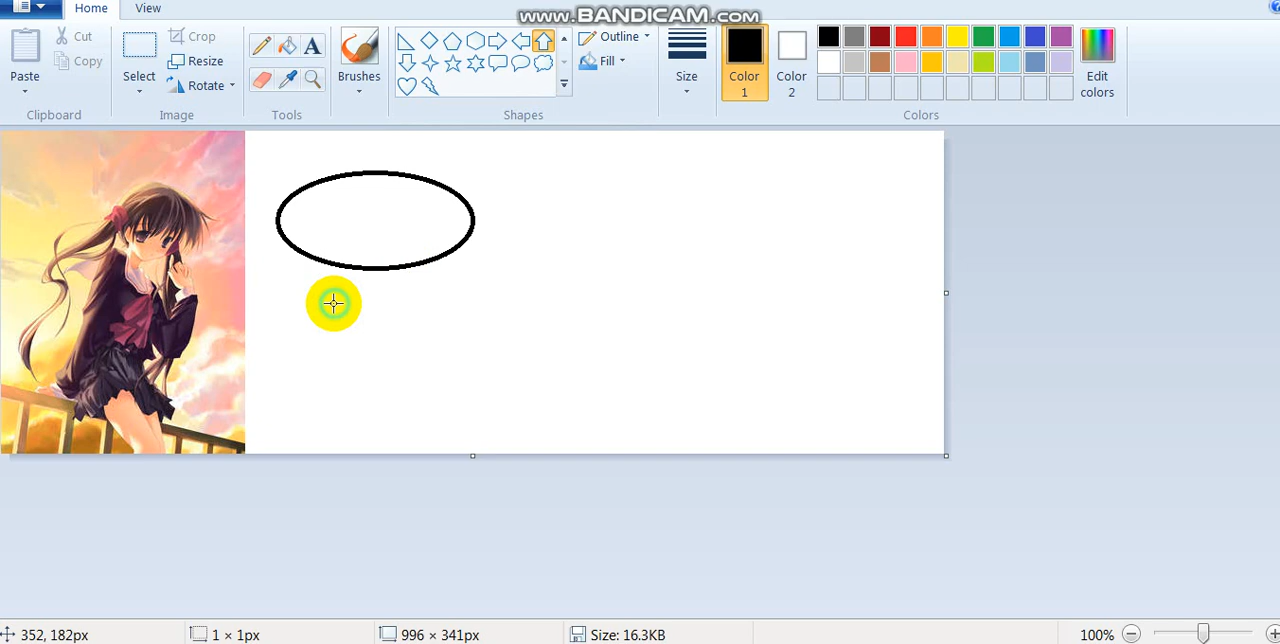 www.BANDICAM.com
Home View
Cut
Copy
Paste
Clipboard
Crop
Resize
Rotate
Select
Image
A
Tools
Brushes
Outline
Fill
Shapes
Size
Color
1
Color
2
Edit
colors
Colors
352, 182px
1 × 1px
996 × 341px
Size: 16.3KB
100%